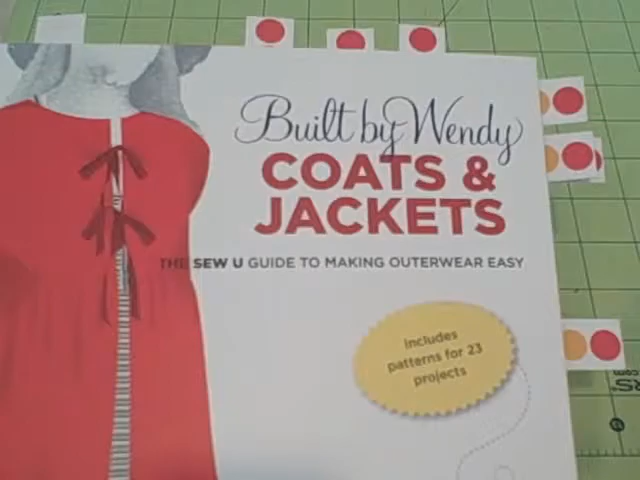 Built by Wendy
COATS &
JACKETS
THE SEW U GUIDE TO MAKING OUTERWEAR EASY
Includes
patterns for 23
projects